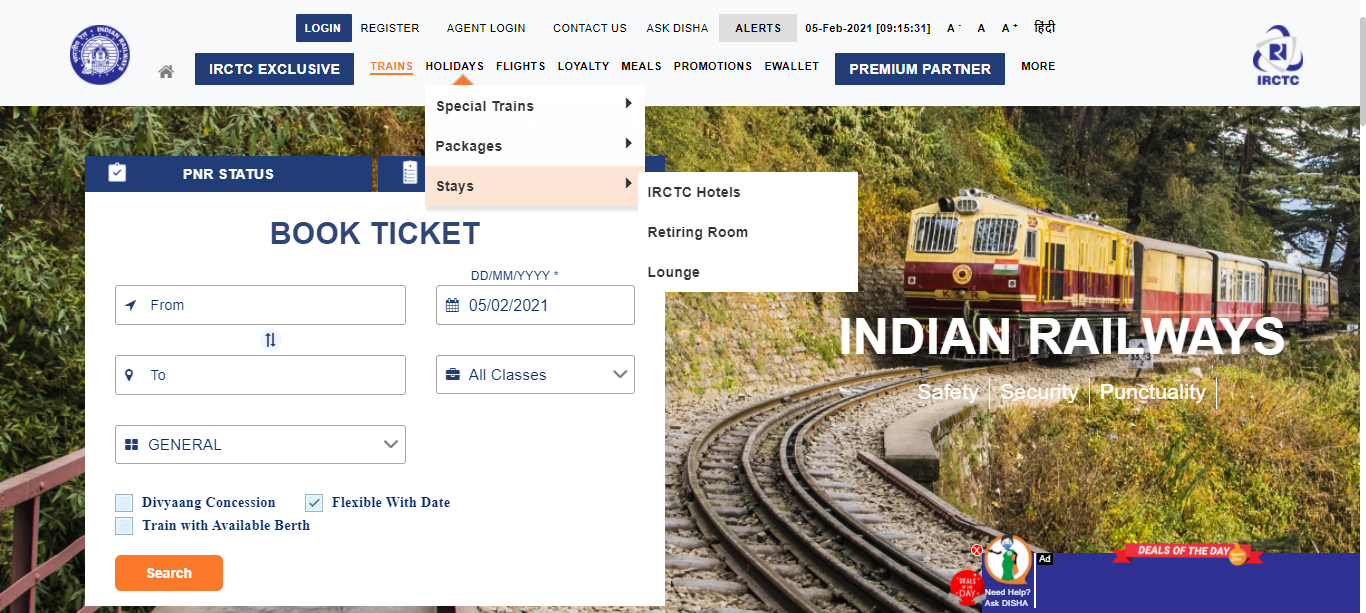 LOGIN REGISTER AGENT LOGIN CONTACT US ASK DISHA ALERTS 05-Feb-2021 [09:15:31] A - A A + हिंदी
INDIAN RAILWAYS
IRCTC EXCLUSIVE TRAINS HOLIDAYS FLIGHTS LOYALTY MEALS PROMOTIONS EWALLET PREMIUM PARTNER MORE
IRCTC
Special Trains
Packages
Stays
IRCTC Hotels
Retiring Room
Lounge
PNR STATUS
BOOK TICKET
DD/MM/YYYY *
From
05/02/2021
To
All Classes
GENERAL
Divyaang Concession
Flexible With Date
Train with Available Berth
Search
INDIAN RAILWAYS
Safety
Security
Punctuality
DEALS OF THE DAY
Ad
DEALS
OF THE
DAY
Need Help?
Ask DISHA